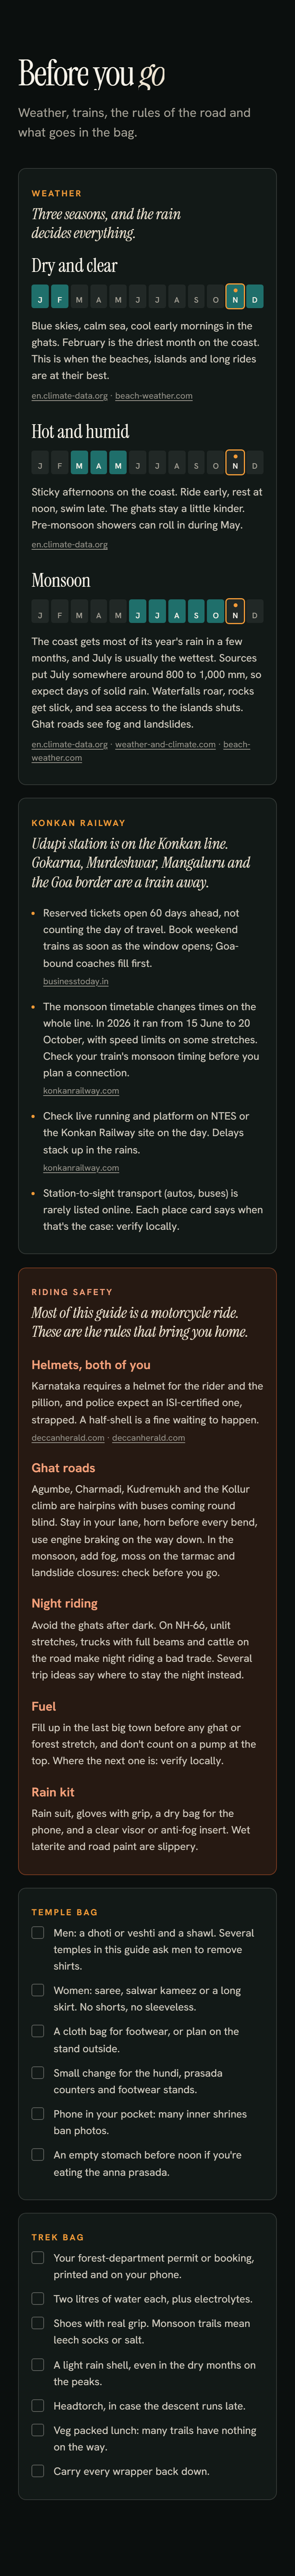 Before you go
Weather, trains, the rules of the road and
what goes in the bag.
WEATHER
Three seasons, and the rain
decides everything.
Dry and clear
J F M A M J J A S O N D
Blue skies, calm sea, cool early mornings in the
ghats. February is the driest month on the coast.
This is when the beaches, islands and long rides
are at their best.
en.climate-data.org · beach-weather.com
Hot and humid
J F M A M J J A S O N D
Sticky afternoons on the coast. Ride early, rest at
noon, swim late. The ghats stay a little kinder.
Pre-monsoon showers can roll in during May.
en.climate-data.org
Monsoon
J F M A M J J A S O N D
The coast gets most of its year's rain in a few
months, and July is usually the wettest. Sources
put July somewhere around 800 to 1,000 mm, so
expect days of solid rain. Waterfalls roar, rocks
get slick, and sea access to the islands shuts.
Ghat roads see fog and landslides.
en.climate-data.org · weather-and-climate.com · beach-
weather.com
KONKAN RAILWAY
Udupi station is on the Konkan line.
Gokarna, Murdeshwar, Mangaluru and
the Goa border are a train away.
• Reserved tickets open 60 days ahead, not
counting the day of travel. Book weekend
trains as soon as the window opens; Goa-
bound coaches fill first.
businesstoday.in
• The monsoon timetable changes times on the
whole line. In 2026 it ran from 15 June to 20
October, with speed limits on some stretches.
Check your train's monsoon timing before you
plan a connection.
konkanrailway.com
• Check live running and platform on NTES or
the Konkan Railway site on the day. Delays
stack up in the rains.
konkanrailway.com
• Station-to-sight transport (autos, buses) is
rarely listed online. Each place card says when
that's the case: verify locally.
RIDING SAFETY
Most of this guide is a motorcycle ride.
These are the rules that bring you home.
Helmets, both of you
Karnataka requires a helmet for the rider and the
pillion, and police expect an ISI-certified one,
strapped. A half-shell is a fine waiting to happen.
deccanherald.com · deccanherald.com
Ghat roads
Agumbe, Charmadi, Kudremukh and the Kollur
climb are hairpins with buses coming round
blind. Stay in your lane, horn before every bend,
use engine braking on the way down. In the
monsoon, add fog, moss on the tarmac and
landslide closures: check before you go.
Night riding
Avoid the ghats after dark. On NH-66, unlit
stretches, trucks with full beams and cattle on
the road make night riding a bad trade. Several
trip ideas say where to stay the night instead.
Fuel
Fill up in the last big town before any ghat or
forest stretch, and don't count on a pump at the
top. Where the next one is: verify locally.
Rain kit
Rain suit, gloves with grip, a dry bag for the
phone, and a clear visor or anti-fog insert. Wet
laterite and road paint are slippery.
TEMPLE BAG
Men: a dhoti or veshti and a shawl. Several
temples in this guide ask men to remove
shirts.
Women: saree, salwar kameez or a long
skirt. No shorts, no sleeveless.
A cloth bag for footwear, or plan on the
stand outside.
Small change for the hundi, prasada
counters and footwear stands.
Phone in your pocket: many inner shrines
ban photos.
An empty stomach before noon if you're
eating the anna prasada.
TREK BAG
Your forest-department permit or booking,
printed and on your phone.
Two litres of water each, plus electrolytes.
Shoes with real grip. Monsoon trails mean
leech socks or salt.
A light rain shell, even in the dry months on
the peaks.
Headtorch, in case the descent runs late.
Veg packed lunch: many trails have nothing
on the way.
Carry every wrapper back down.